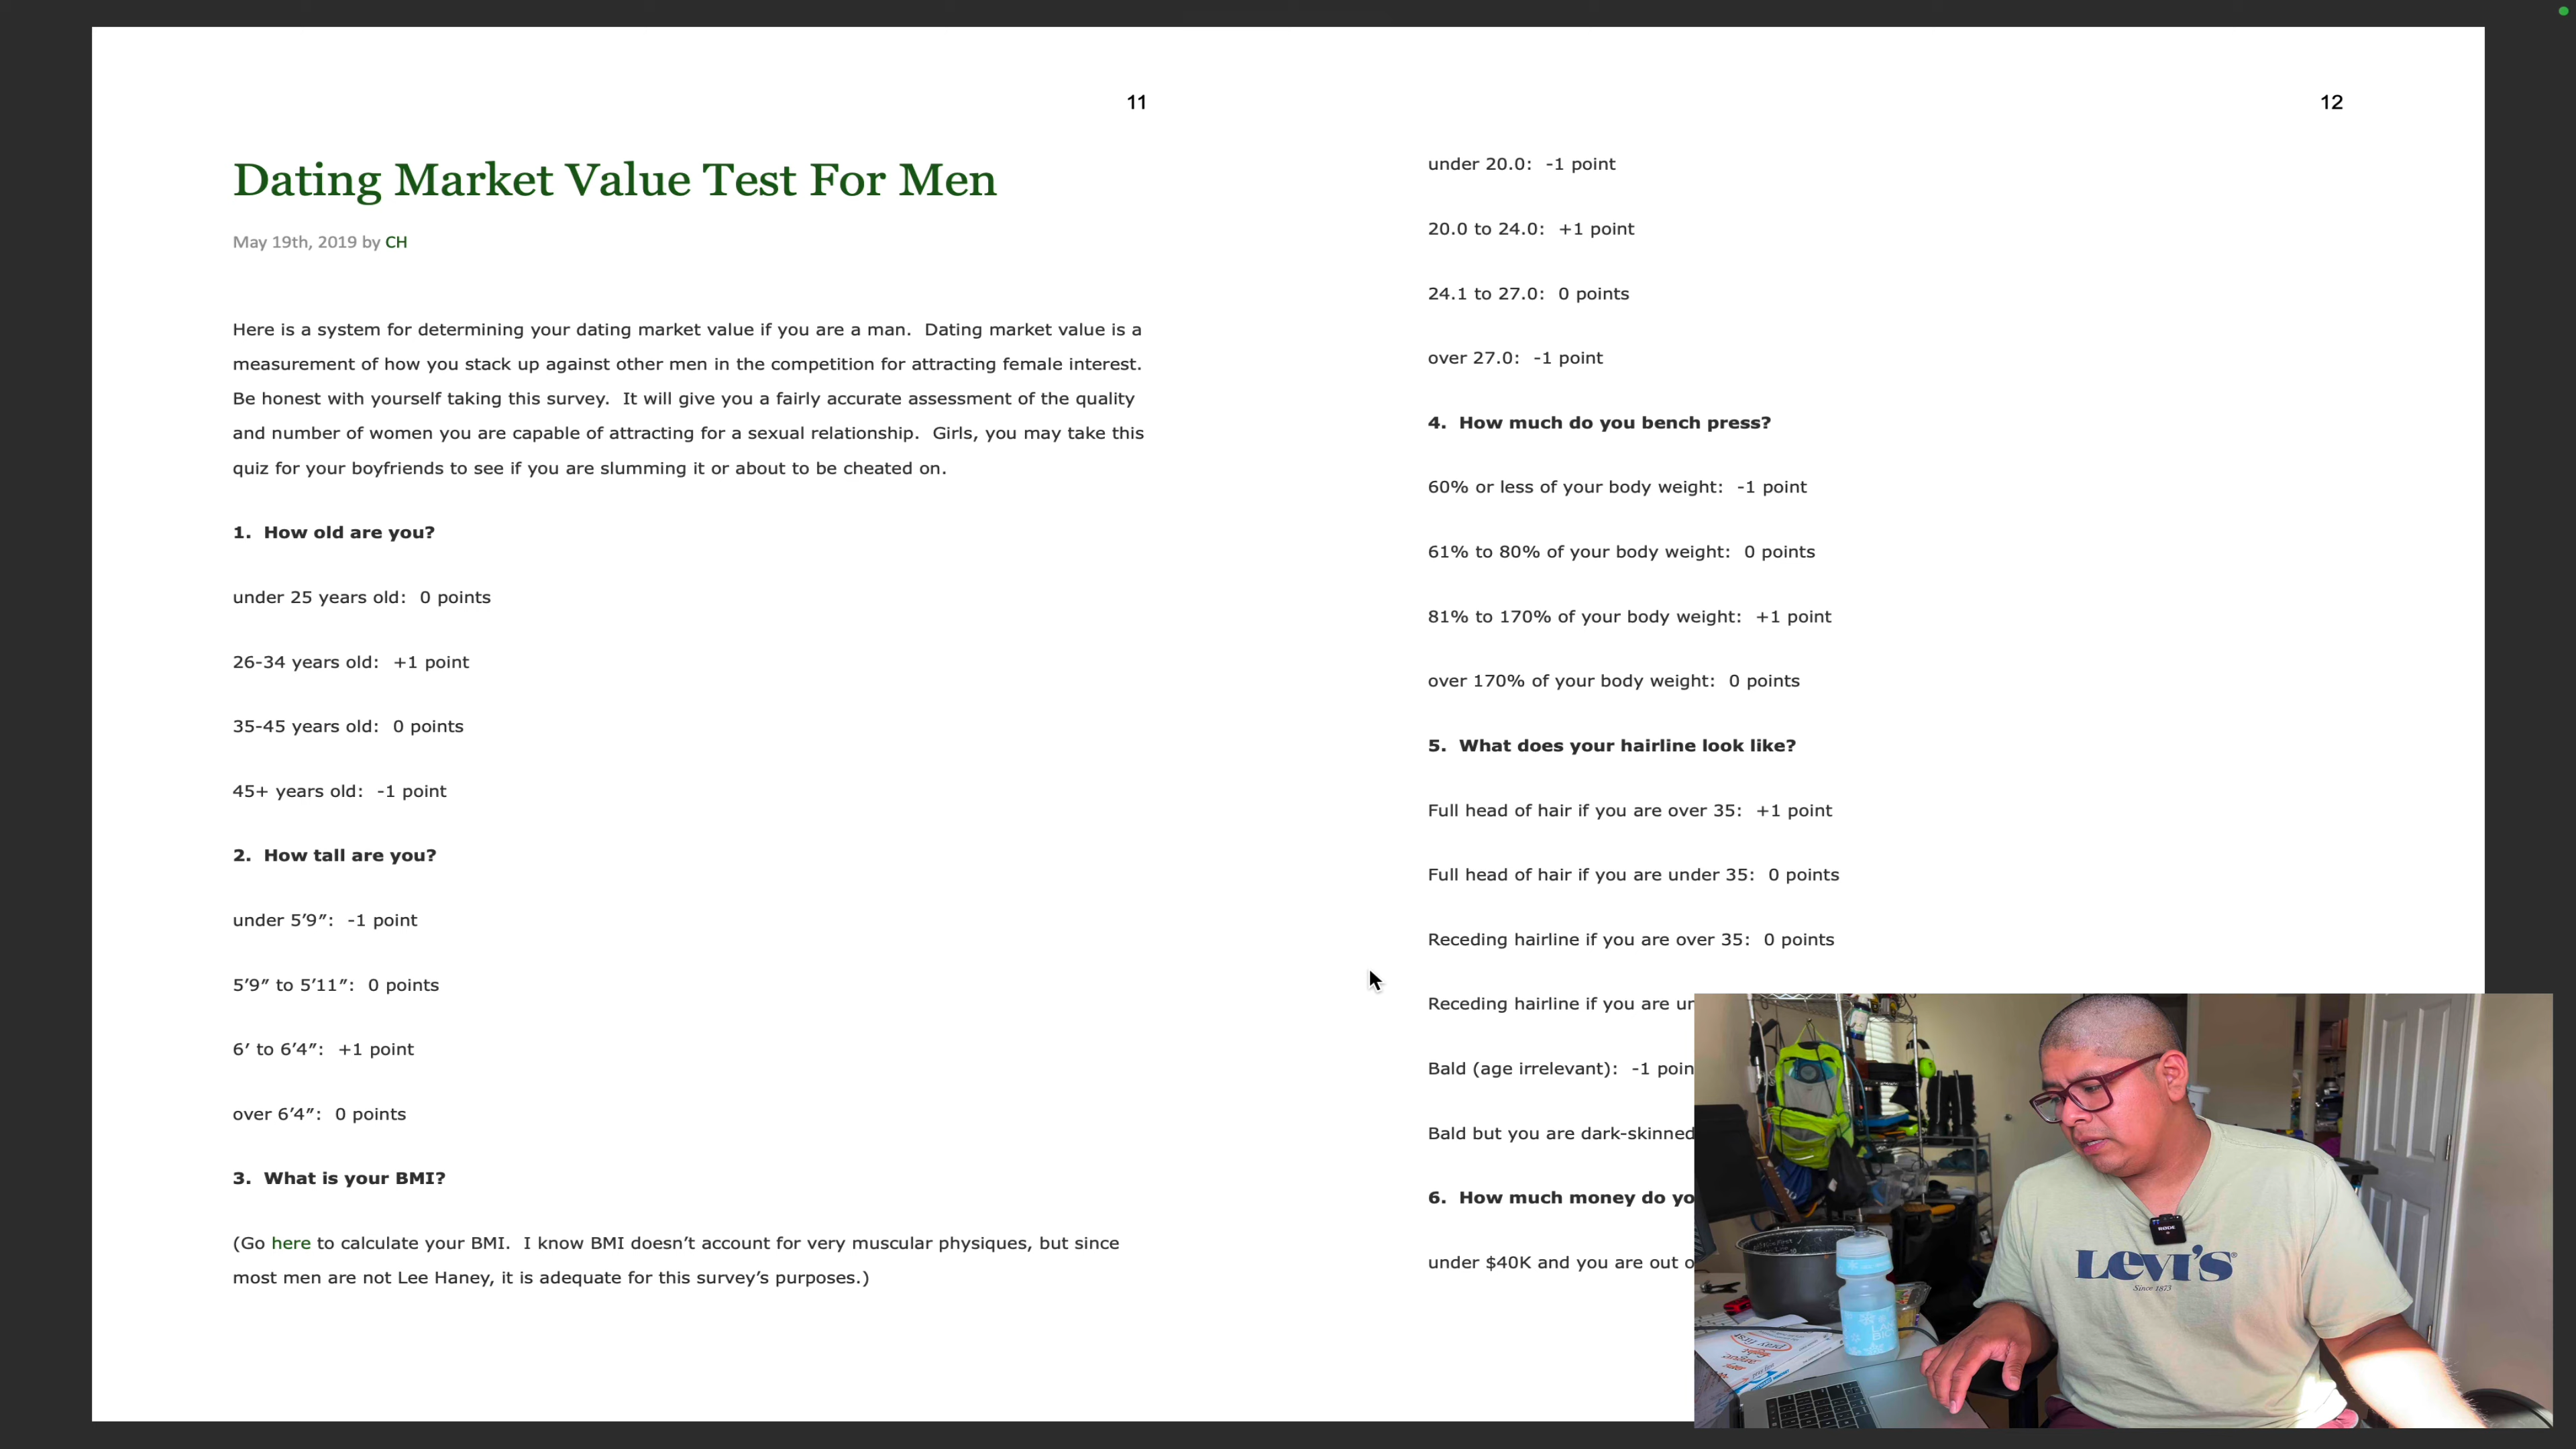 11
Dating Market Value Test For Men
May 19th, 2019 by CH
Here is a system for determining your dating market value if you are a man.  Dating market value is a
measurement of how you stack up against other men in the competition for attracting female interest.
Be honest with yourself taking this survey.  It will give you a fairly accurate assessment of the quality
and number of women you are capable of attracting for a sexual relationship.  Girls, you may take this
quiz for your boyfriends to see if you are slumming it or about to be cheated on.
1.  How old are you?
under 25 years old:  0 points
26-34 years old:  +1 point
35-45 years old:  0 points
45+ years old:  -1 point
2.  How tall are you?
under 5’9″:  -1 point
5’9″ to 5’11″:  0 points
6′ to 6’4″:  +1 point
over 6’4″:  0 points
3.  What is your BMI?
(Go here to calculate your BMI.  I know BMI doesn’t account for very muscular physiques, but since
most men are not Lee Haney, it is adequate for this survey’s purposes.)
12
under 20.0:  -1 point
20.0 to 24.0:  +1 point
24.1 to 27.0:  0 points
over 27.0:  -1 point
4.  How much do you bench press?
60% or less of your body weight:  -1 point
61% to 80% of your body weight:  0 points
81% to 170% of your body weight:  +1 point
over 170% of your body weight:  0 points
5.  What does your hairline look like?
Full head of hair if you are over 35:  +1 point
Full head of hair if you are under 35:  0 points
Receding hairline if you are over 35:  0 points
Receding hairline if you are un
Bald (age irrelevant):  -1 poin
Bald but you are dark-skinned
6.  How much money do yo
under $40K and you are out o
RODE
LEVI'S
Since 1873